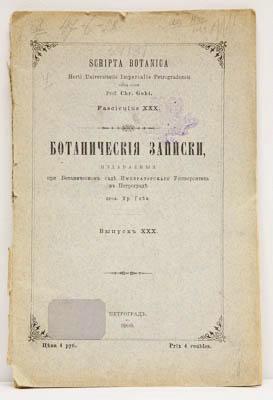 SCRIPTA BOTANICA
Horti Universitatis Imperialis Petrogradensis
Prof. Chr. Gobi.
Fasciculus XXX.
БОТАНИЧЕСКІЯ ЗАПИСКИ,
ИЗДАВАЕМЫЯ
при Ботаническомъ садѣ ИМПЕРАТОРСКАГО Университета
въ Петроградѣ
проф. Хр. Гоби.
Выпускъ XXX.
ПЕТРОГРАДЪ.
Цѣна 4 руб.
Prix 4 roubles.